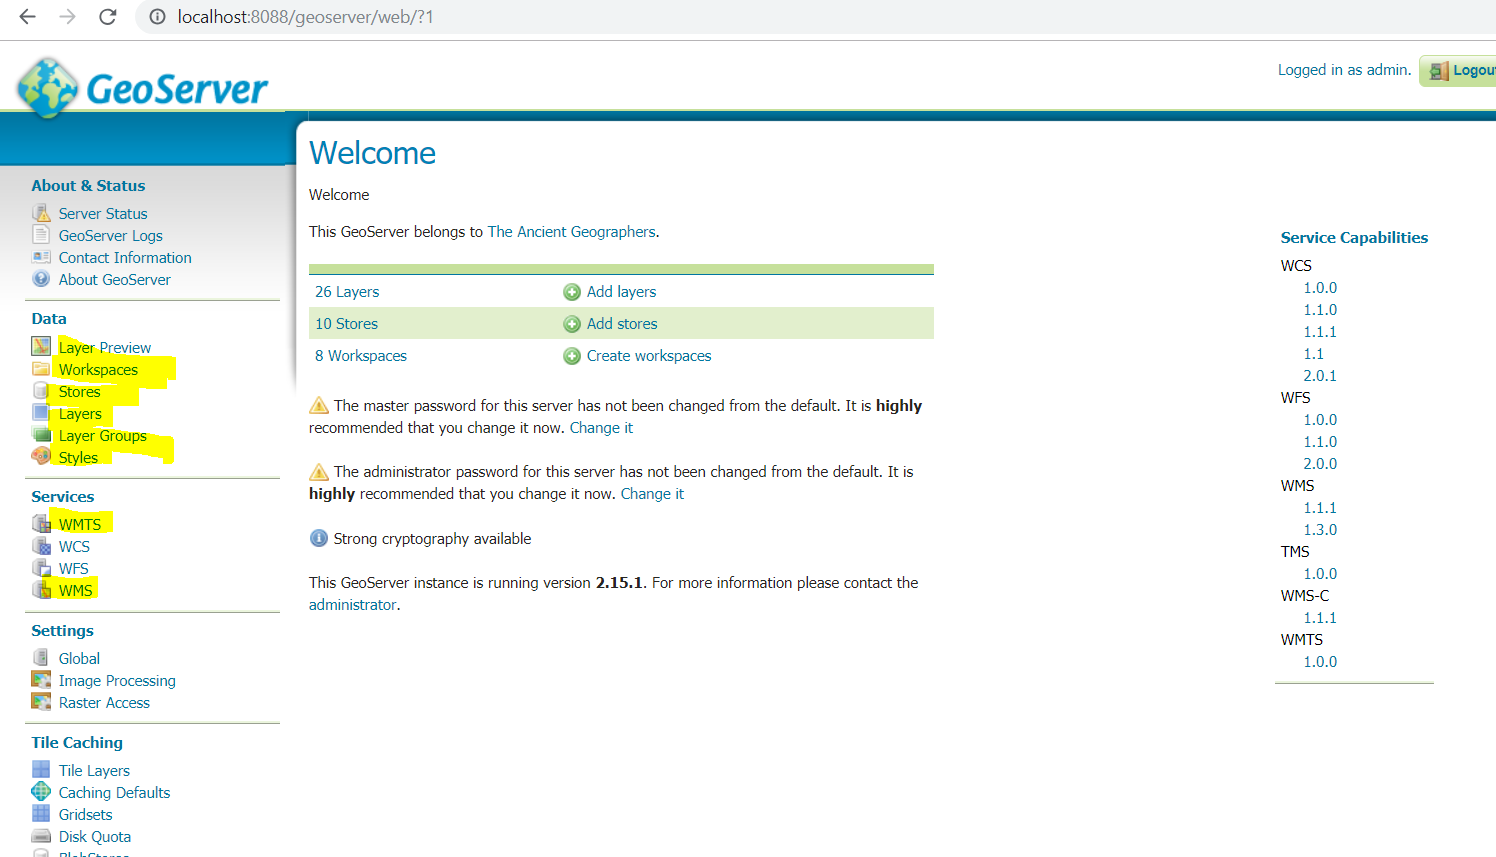 localhost:8088/geoserver/web/?1
GeoServer
Logged in as admin.
Logout
About & Status
Server Status
GeoServer Logs
Contact Information
About GeoServer
Data
Layer Preview
Workspaces
Stores
Layers
Layer Groups
Styles
Services
WMTS
WCS
WFS
WMS
Settings
Global
Image Processing
Raster Access
Tile Caching
Tile Layers
Caching Defaults
Gridsets
Disk Quota
BlobStores
Welcome
Welcome
This GeoServer belongs to The Ancient Geographers.
26 Layers Add layers
10 Stores Add stores
8 Workspaces Create workspaces
The master password for this server has not been changed from the default. It is highly
recommended that you change it now. Change it
The administrator password for this server has not been changed from the default. It is
highly recommended that you change it now. Change it
Strong cryptography available
This GeoServer instance is running version 2.15.1. For more information please contact the
administrator.
Service Capabilities
WCS
1.0.0
1.1.0
1.1.1
1.1
2.0.1
WFS
1.0.0
1.1.0
2.0.0
WMS
1.1.1
1.3.0
TMS
1.0.0
WMS-C
1.1.1
WMTS
1.0.0